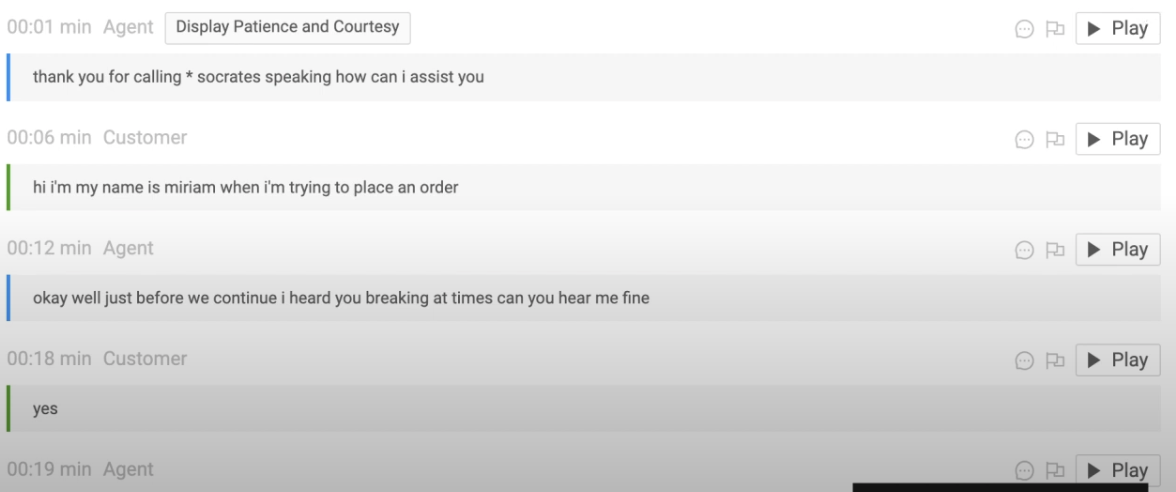 00:01 min Agent Display Patience and Courtesy Play
thank you for calling * socrates speaking how can i assist you
00:06 min Customer Play
hi i'm my name is miriam when i'm trying to place an order
00:12 min Agent Play
okay well just before we continue i heard you breaking at times can you hear me fine
00:18 min Customer Play
yes
00:19 min Agent Play